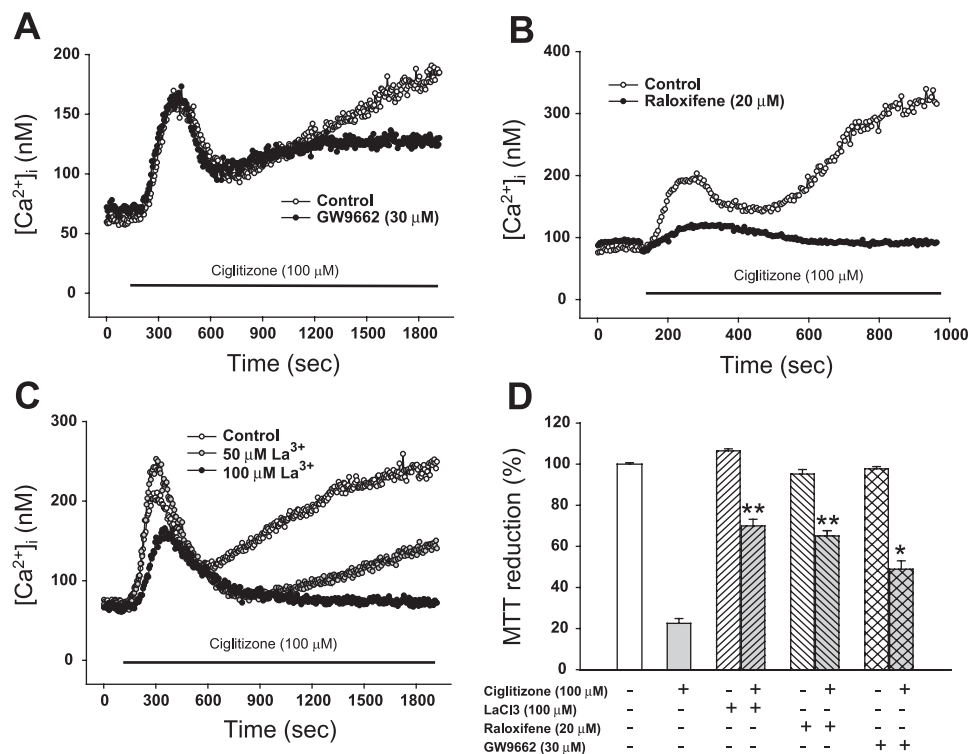 A
200
150
100
50
0
[Ca2+]i (nM)
Control
GW9662 (30 μM)
Ciglitizone (100 μM)
0 300 600 900 1200 1500 1800
Time (sec)
B
400
300
200
100
0
[Ca2+]i (nM)
Control
Raloxifene (20 μM)
Ciglitizone (100 μM)
0 200 400 600 800 1000
Time (sec)
C
300
200
100
0
[Ca2+]i (nM)
Control
50 μM La3+
100 μM La3+
Ciglitizone (100 μM)
0 300 600 900 1200 1500 1800
Time (sec)
D
120
100
80
60
40
20
0
MTT reduction (%)
** ** *
Ciglitizone (100 μM) - + - + - + - +
LaCl3 (100 μM) - - + + - - - -
Raloxifene (20 μM) - - - - + + - -
GW9662 (30 μM) - - - - - - + +